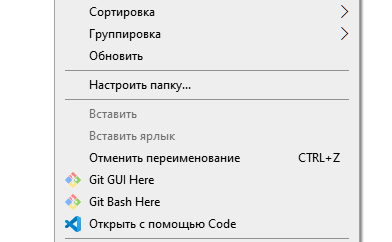 Сортировка
Группировка
Обновить
Настроить папку...
Вставить
Вставить ярлык
Отменить переименование CTRL+Z
Git GUI Here
Git Bash Here
Открыть с помощью Code